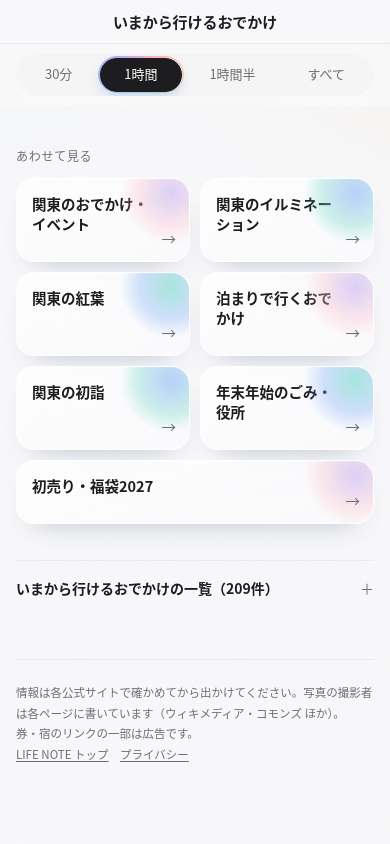 いまから行けるおでかけ
30分 1時間 1時間半 すべて
あわせて見る
関東のおでかけ・
イベント
→
関東のイルミネー
ション
→
関東の紅葉
→
泊まりで行くおで
かけ
→
関東の初詣
→
年末年始のごみ・
役所
→
初売り・福袋2027
→
いまから行けるおでかけの一覧（209件） +
情報は各公式サイトで確かめてから出かけてください。写真の撮影者
は各ページに書いています（ウィキメディア・コモンズ ほか）。
券・宿のリンクの一部は広告です。
LIFE NOTE トップ プライバシー